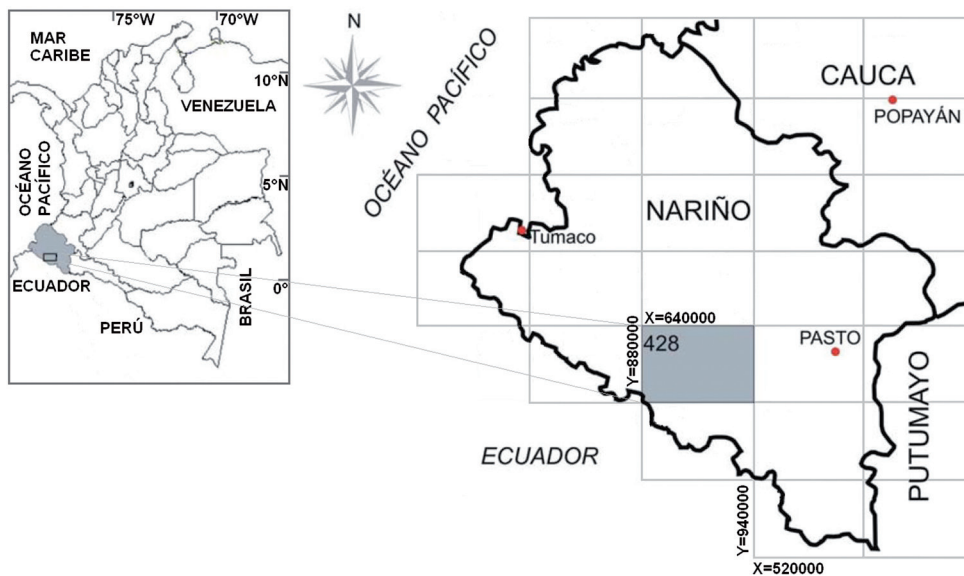 75°W
70°W
MAR
CARIBE
10°N
VENEZUELA
OCÉANO
PACÍFICO
5°N
ECUADOR
0°
BRASIL
PERÚ
N
OCÉANO PACÍFICO
CAUCA
POPAYÁN
NARIÑO
Tumaco
X=640000
Y=880000
428
PASTO
PUTUMAYO
ECUADOR
Y=940000
X=520000